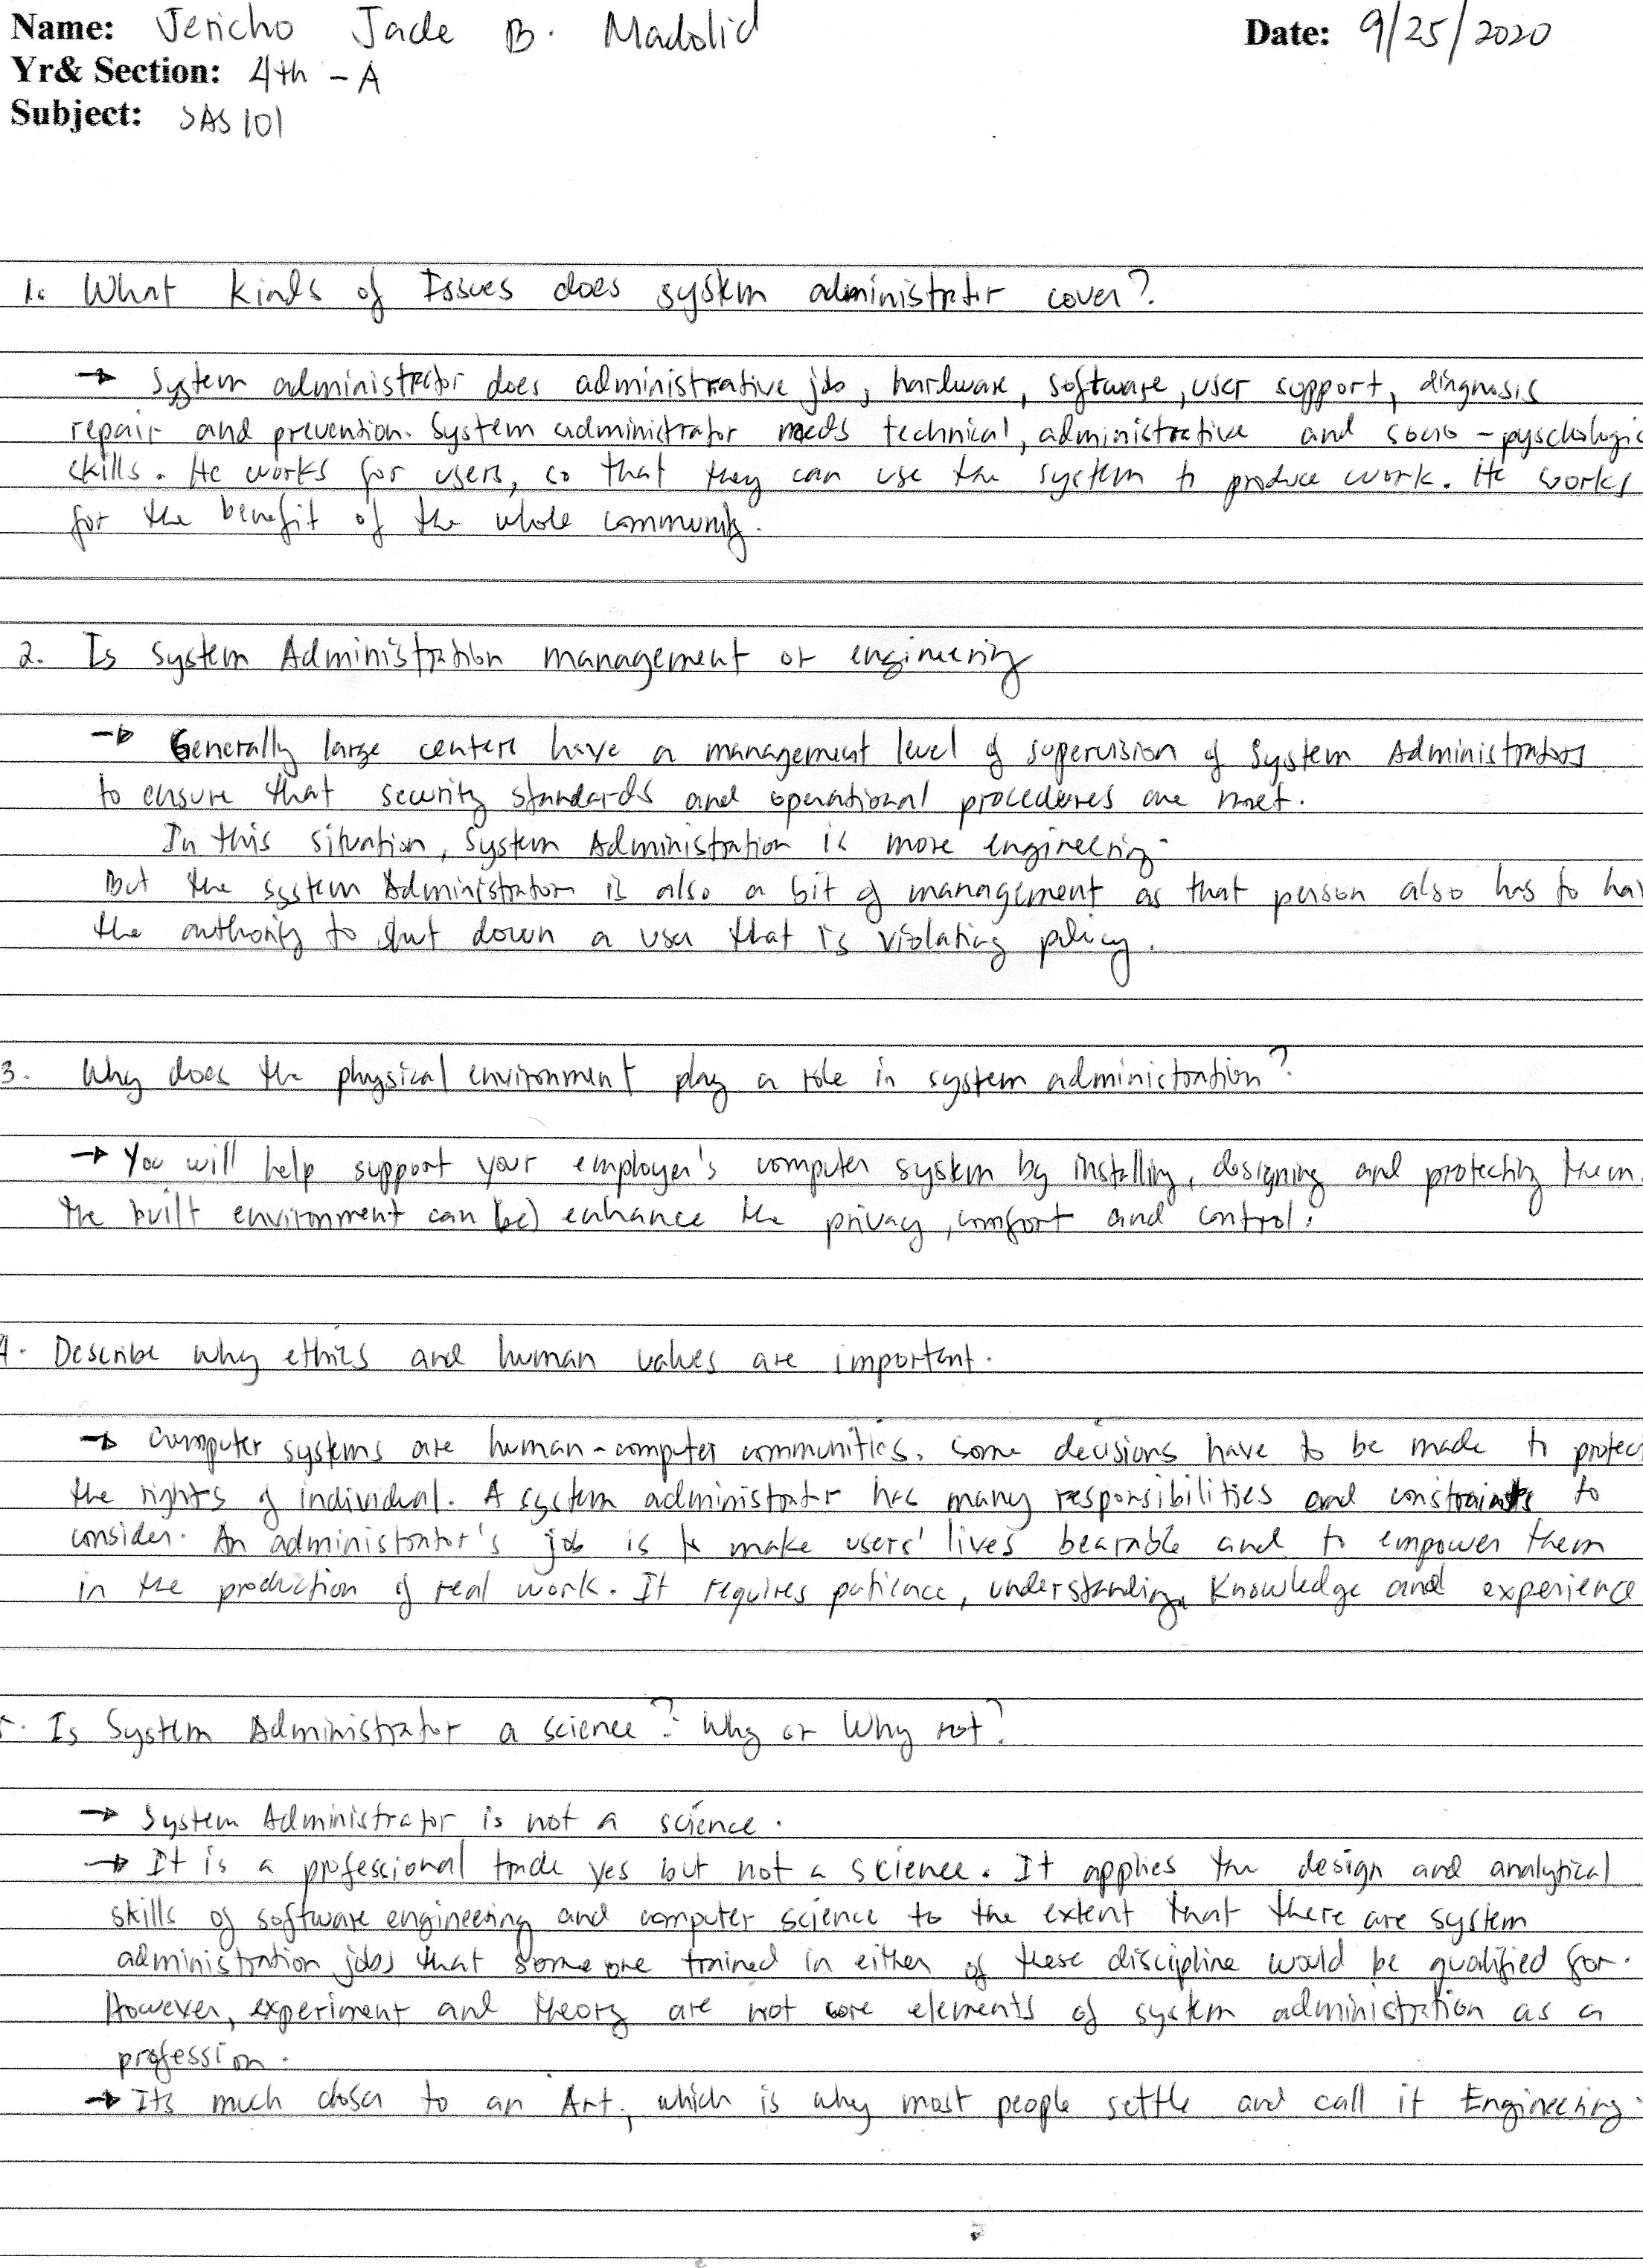 Name: Jericho Jade B. Madolid Date: 9/25/2020
Yr& Section: 4th - A
Subject: SAS 101
1. What kinds of Issues does system administrator cover?
→ System administrator does administrative job, hardware, software, user support, diagnosis
repair and prevention. System administrator needs technical, administrative and socio-pyschologic
skills. He works for users, so that they can use the system to produce work. He works
for the benefit of the whole community.
2. Is System Administration management or engineering
→ Generally large centers have a management level of supervision of System Administrators
to ensure that security standards and operational procedures are met.
In this situation, System Administration is more engineering.
But the system Administrator is also a bit of management as that person also has to hav
the authority to shut down a user that is violating policy.
3. Why does the physical environment play a role in system administration?
→ You will help support your employer's computer system by installing, designing and protecting them.
the built environment can (be) enhance the privacy, comfort and control.
4. Describe why ethics and human values are important.
→ Computer systems are human-computer communities. Some decisions have to be made to protect
the rights of individual. A system administrator has many responsibilities and constraints to
consider. An administrator's job is to make users' lives bearable and to empower them
in the production of real work. It requires patience, understanding, knowledge and experience
5. Is System Administrator a science? Why or Why not?
→ System Administrator is not a science.
→ It is a professional trade yes but not a science. It applies the design and analytical
skills of software engineering and computer science to the extent that there are system
administration jobs that someone trained in either of these discipline would be qualified for.
However, experiment and theory are not core elements of system administration as a
profession.
→ Its much closer to an Art, which is why most people settle and call it Engineering.